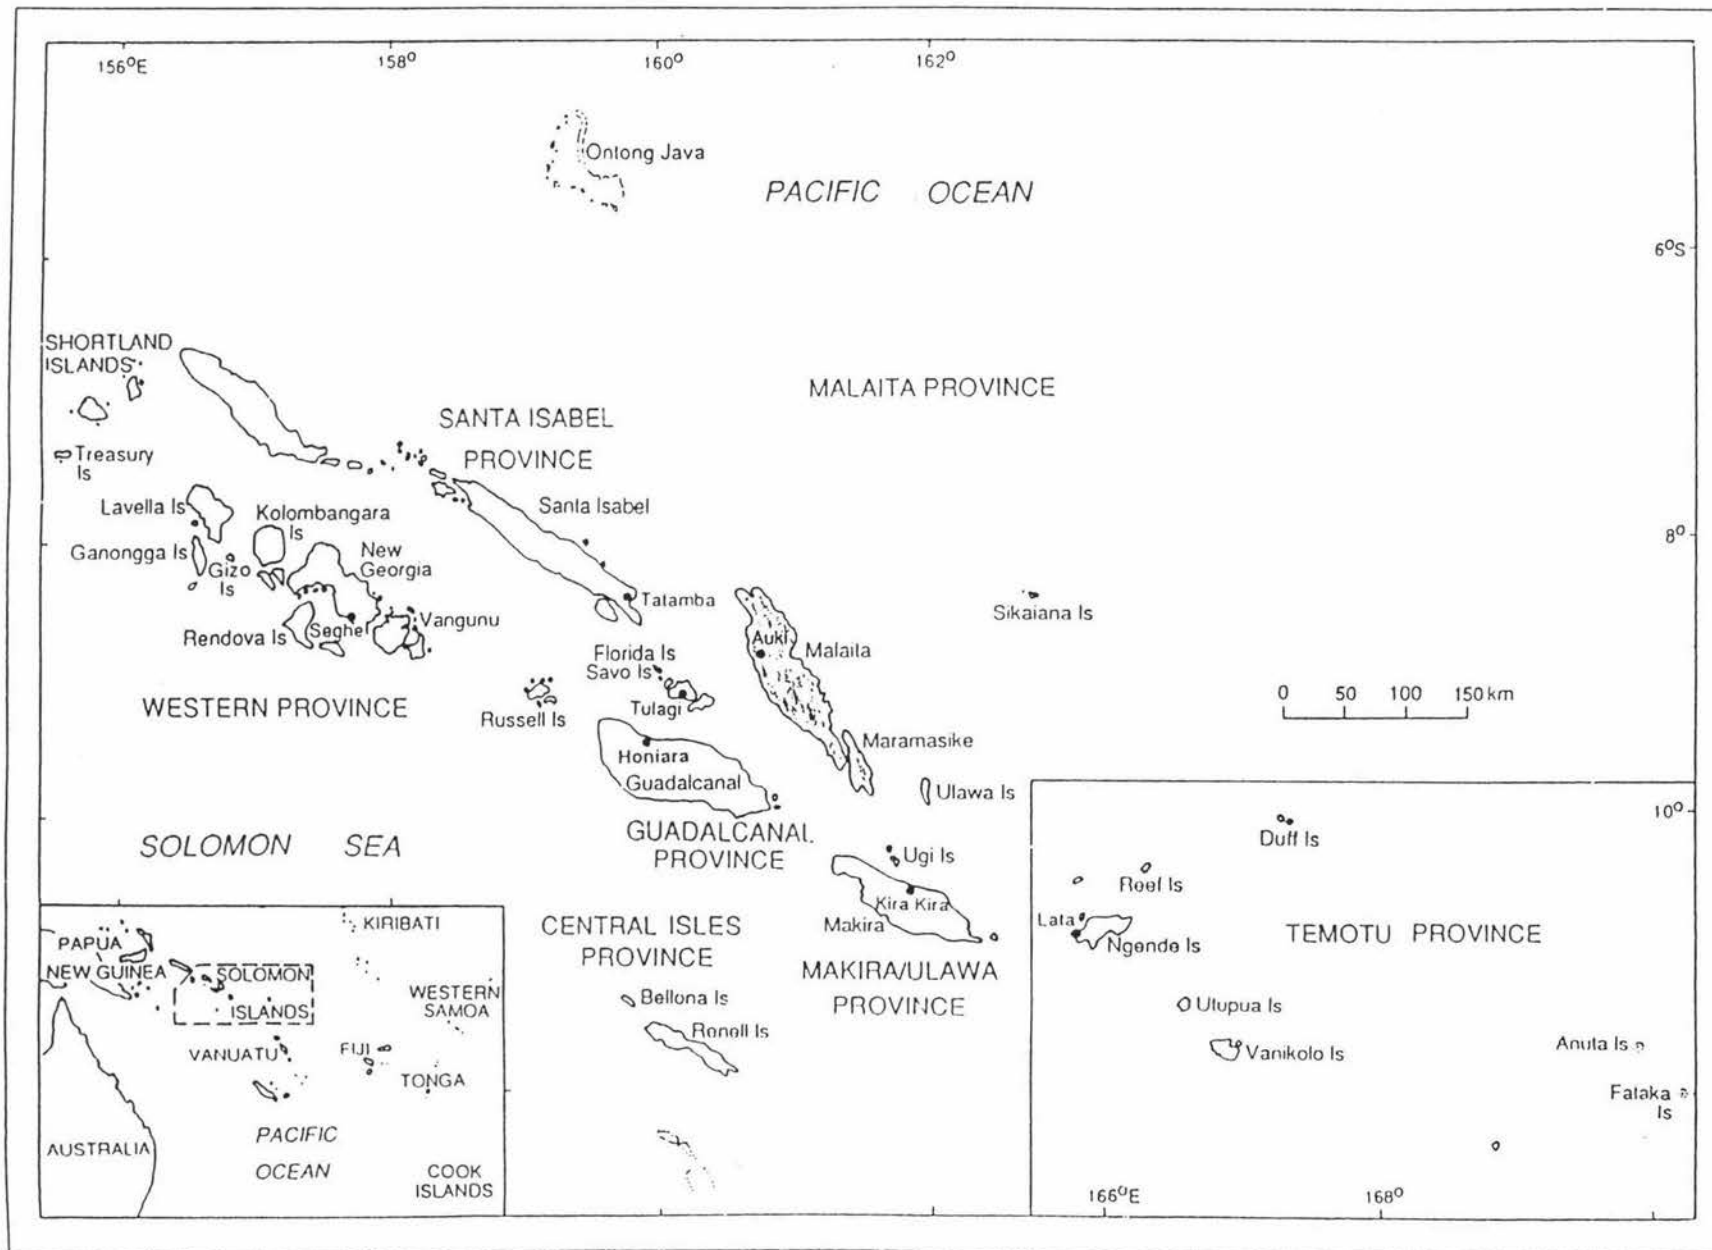 156°E
158°
160°
162°
Ontong Java
PACIFIC OCEAN
6°S
SHORTLAND
ISLANDS
MALAITA PROVINCE
SANTA ISABEL
PROVINCE
Treasury
Is
Lavella Is
Kolombangara
Is
Santa Isabel
8°
Ganongga Is
Gizo
Is
New
Georgia
Tatamba
Sikaiana Is
Rendova Is
Seghe
Vangunu
Auki
Malaita
Florida Is
Savo Is
0 50 100 150 km
WESTERN PROVINCE
Russell Is
Tulagi
Maramasike
Honiara
Guadalcanal
Ulawa Is
10°
SOLOMON SEA
GUADALCANAL
PROVINCE
Duff Is
Ugi Is
Reef Is
Kira Kira
Makira
CENTRAL ISLES
PROVINCE
Lata
Ngende Is
TEMOTU PROVINCE
MAKIRA/ULAWA
PROVINCE
Bellona Is
Renell Is
Utupua Is
Vanikolo Is
Anuta Is
Fataka
Is
166°E
168°
KIRIBATI
PAPUA
NEW GUINEA
SOLOMON
ISLANDS
WESTERN
SAMOA
VANUATU
FIJI
TONGA
PACIFIC
OCEAN
AUSTRALIA
COOK
ISLANDS